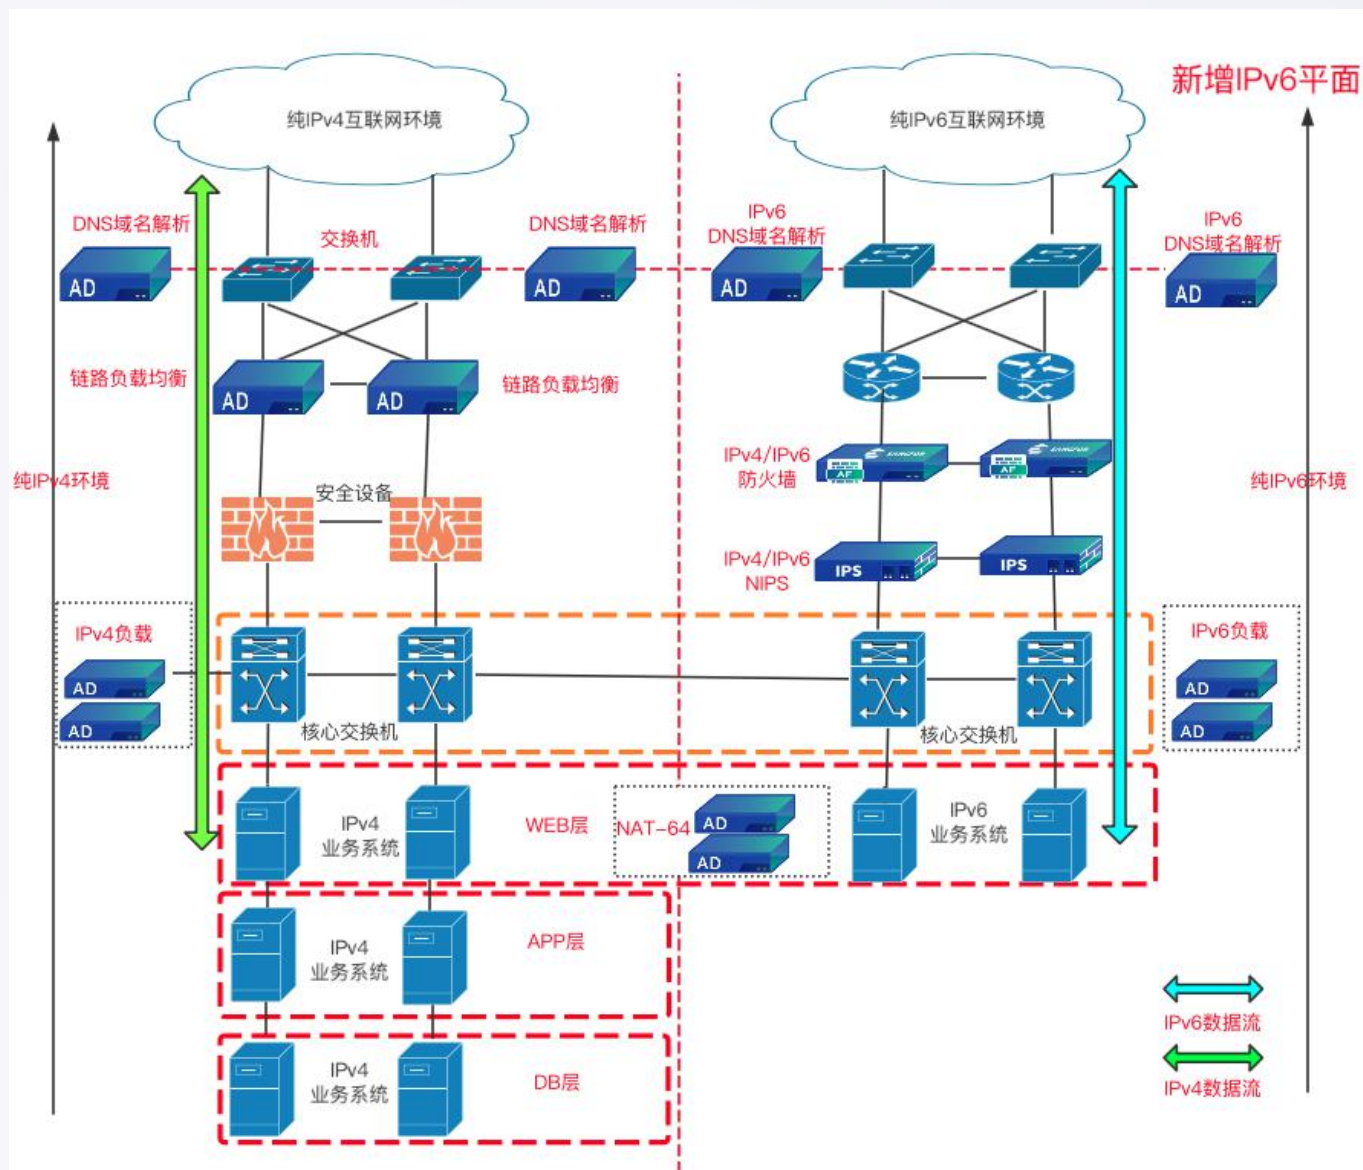 新增IPv6平面
纯IPv4互联网环境
纯IPv6互联网环境
DNS域名解析
交换机
DNS域名解析
IPv6
DNS域名解析
IPv6
DNS域名解析
AD
AD
AD
AD
链路负载均衡
AD
AD
链路负载均衡
IPv4/IPv6
防火墙
SANGFOR
AF
SANGFOR
AF
纯IPv4环境
安全设备
纯IPv6环境
IPv4/IPv6
NIPS
IPS
IPS
IPv4负载
AD
AD
IPv6负载
AD
AD
核心交换机
核心交换机
IPv4
业务系统
WEB层
NAT-64
AD
AD
IPv6
业务系统
IPv4
业务系统
APP层
IPv4
业务系统
DB层
IPv6数据流
IPv4数据流